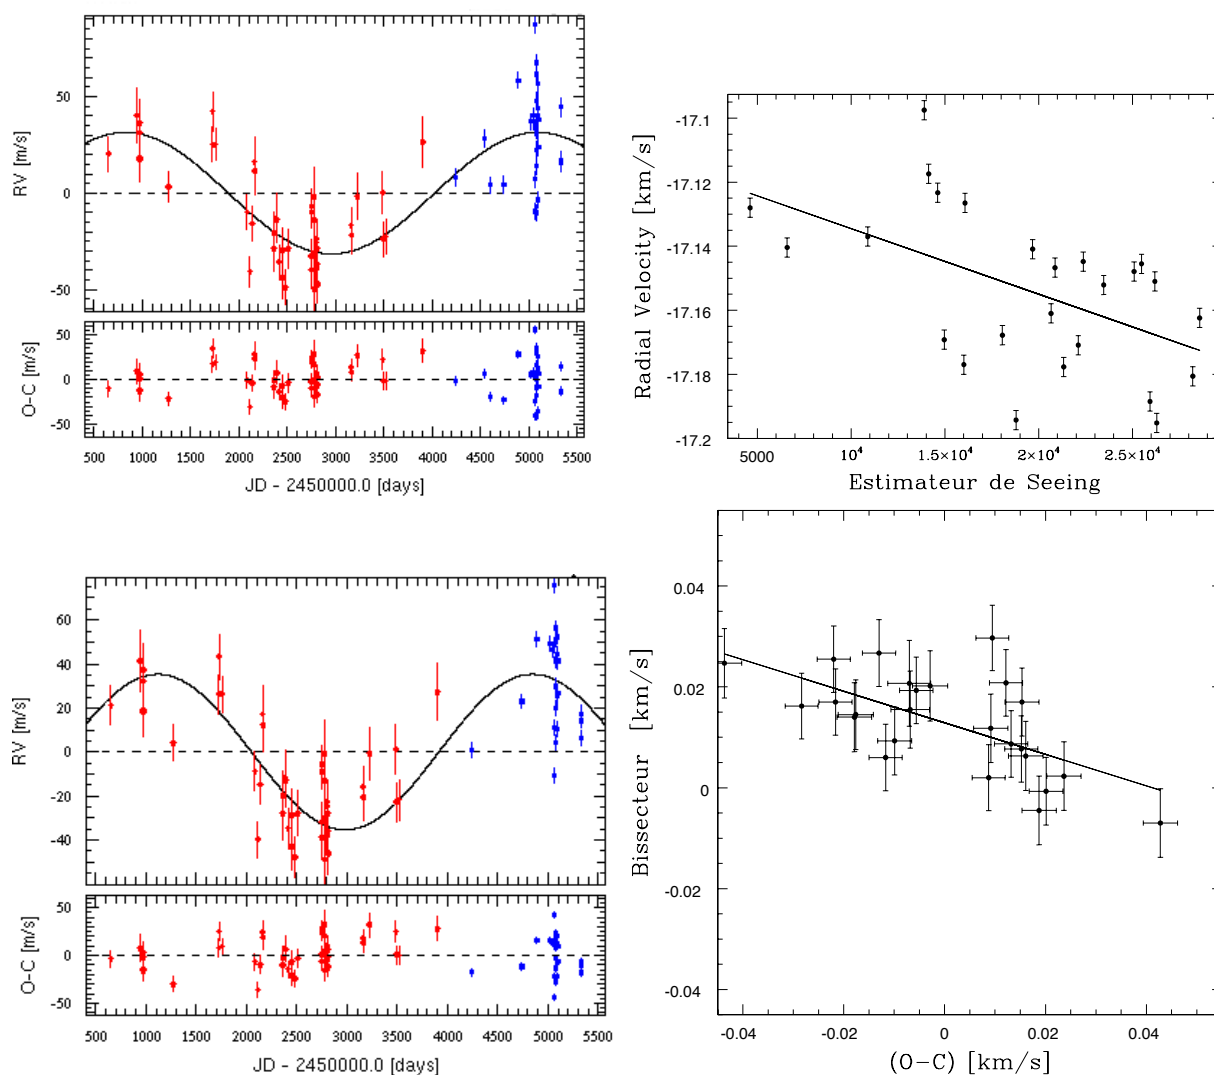 50
0
-50
RV [m/s]
50
0
-50
O-C [m/s]
500 1000 1500 2000 2500 3000 3500 4000 4500 5000 5500
JD - 2450000.0 [days]
-17.1
-17.12
-17.14
-17.16
-17.18
-17.2
Radial Velocity [km/s]
5000 10⁴ 1.5×10⁴ 2×10⁴ 2.5×10⁴
Estimateur de Seeing
60
40
20
0
-20
-40
RV [m/s]
50
0
-50
O-C [m/s]
500 1000 1500 2000 2500 3000 3500 4000 4500 5000 5500
JD - 2450000.0 [days]
0.04
0.02
0
-0.02
-0.04
Bissecteur [km/s]
-0.04 -0.02 0 0.02 0.04
(O-C) [km/s]